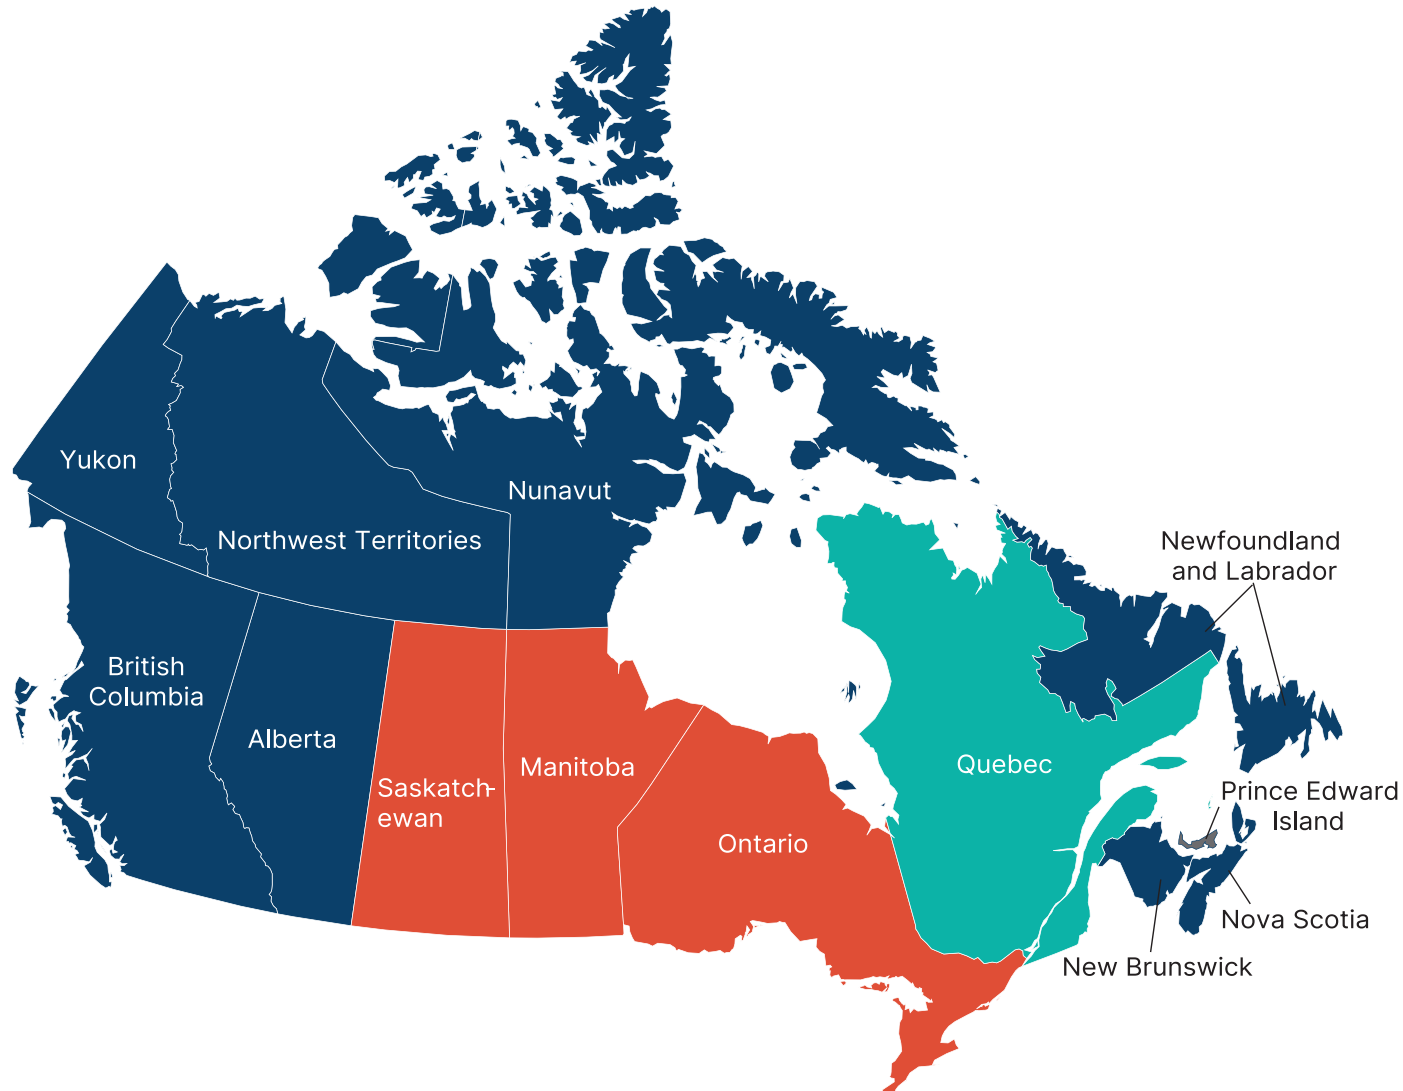 Yukon
Nunavut
Northwest Territories
Newfoundland
and Labrador
British
Columbia
Alberta
Saskatch-
ewan
Manitoba
Ontario
Quebec
Prince Edward
Island
Nova Scotia
New Brunswick